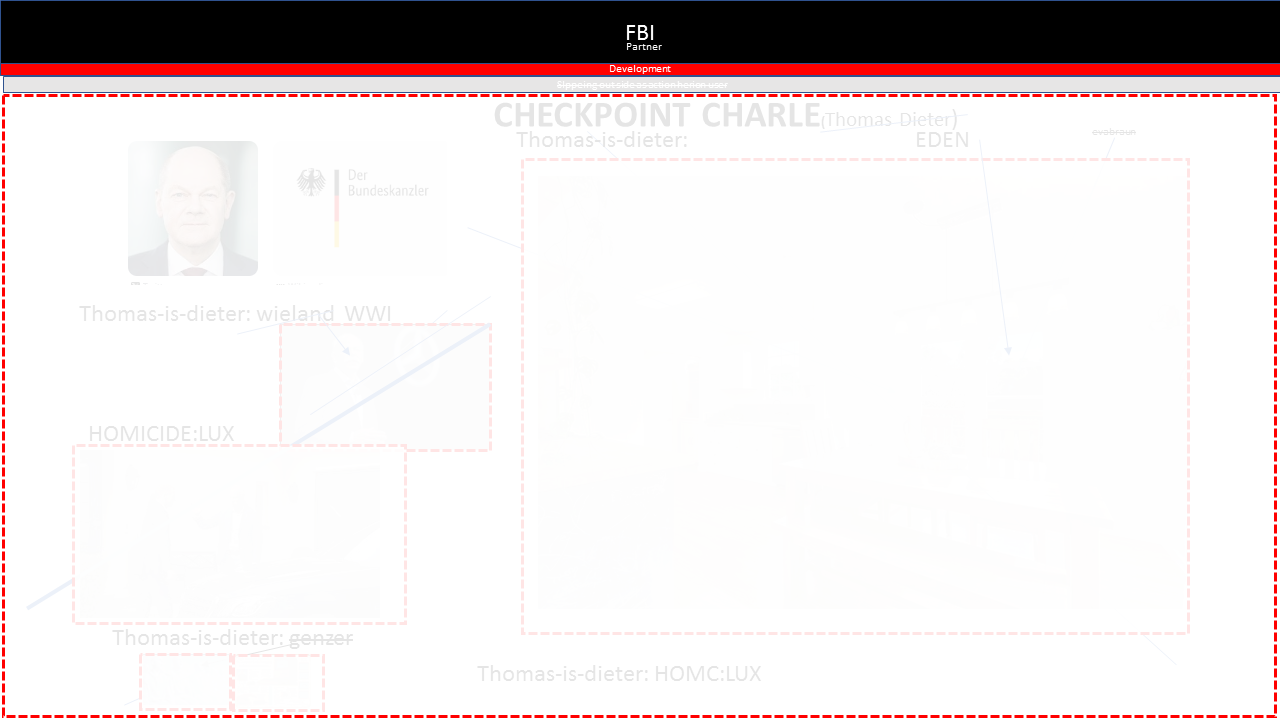 FBI
Partner
Development
CHECKPOINT CHARLE(Thomas Dieter)
Thomas-is-dieter:
EDEN
evabraun
Der
Bundeskanzler
Thomas-is-dieter: wieland WWI
HOMICIDE:LUX
Thomas-is-dieter: genzer
Thomas-is-dieter: HOMC:LUX